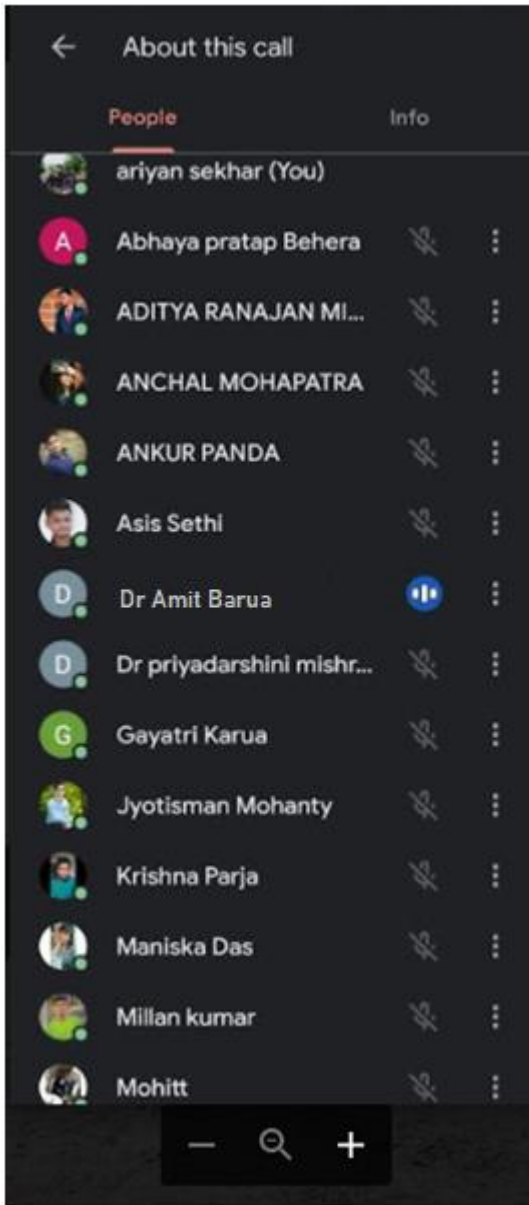 About this call
People Info
ariyan sekhar (You)
A Abhaya pratap Behera
ADITYA RANAJAN MI...
ANCHAL MOHAPATRA
ANKUR PANDA
Asis Sethi
D Dr Amit Barua
D Dr priyadarshini mishr...
G Gayatri Karua
Jyotisman Mohanty
Krishna Parja
Maniska Das
Millan kumar
Mohitt